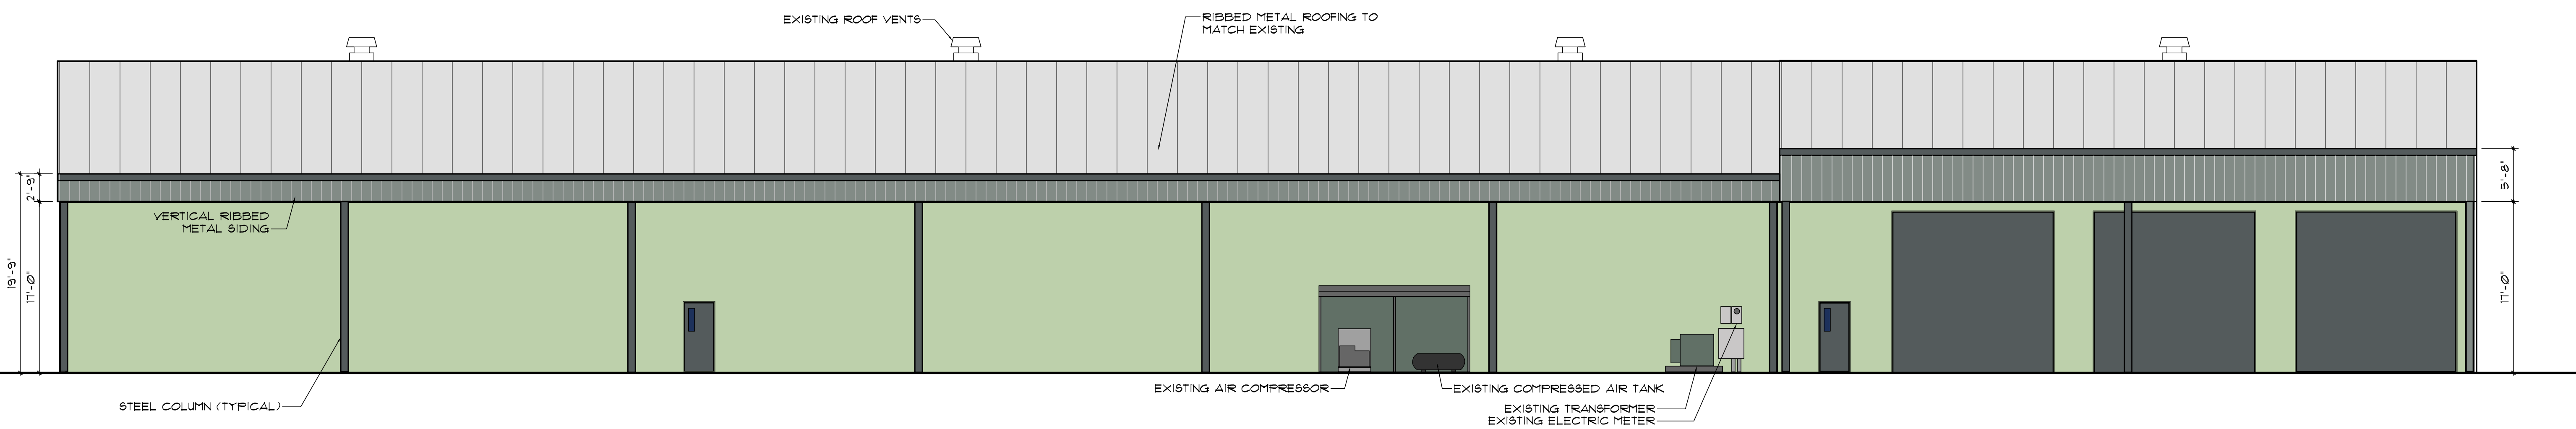 EXISTING ROOF VENTS
RIBBED METAL ROOFING TO
MATCH EXISTING
2'-9"
19'-9"
17'-0"
VERTICAL RIBBED
METAL SIDING
5'-8"
17'-0"
EXISTING AIR COMPRESSOR
EXISTING COMPRESSED AIR TANK
STEEL COLUMN (TYPICAL)
EXISTING TRANSFORMER
EXISTING ELECTRIC METER